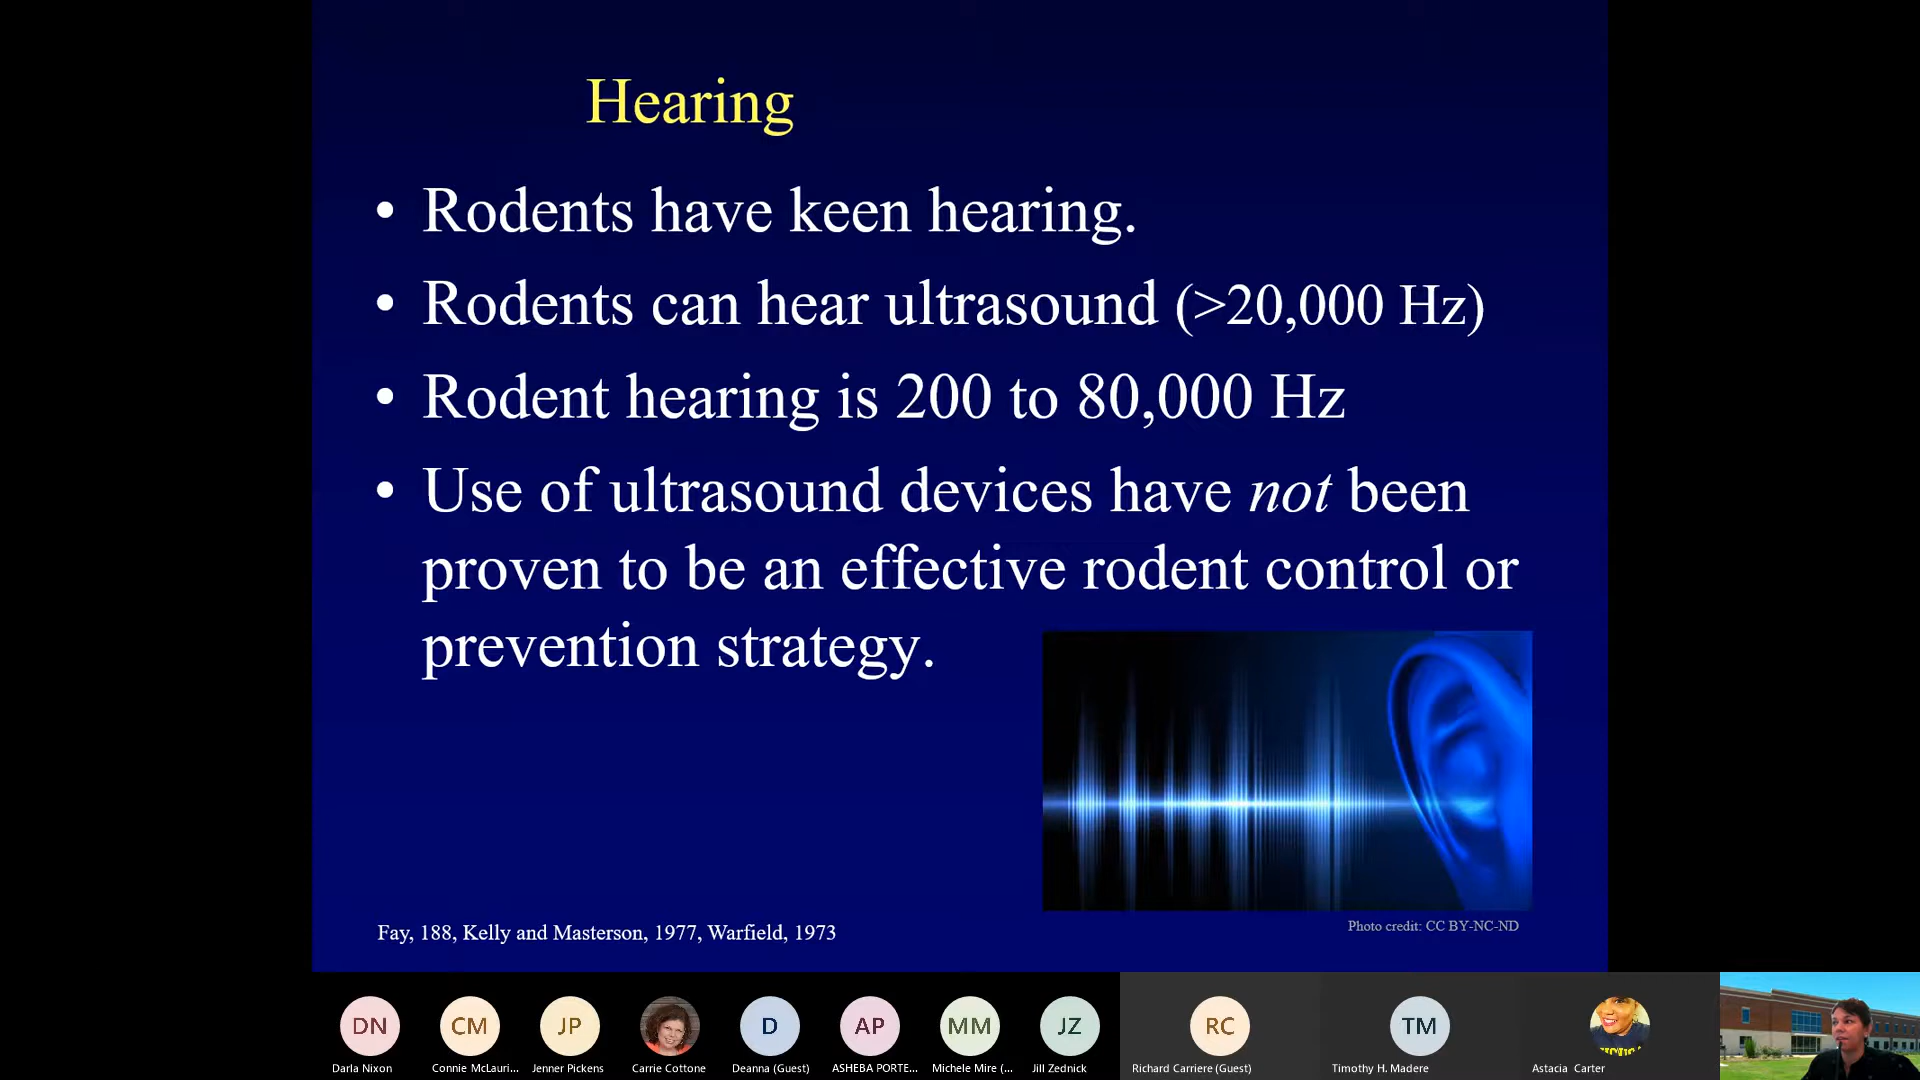 Hearing
• Rodents have keen hearing.
• Rodents can hear ultrasound (>20,000 Hz)
• Rodent hearing is 200 to 80,000 Hz
• Use of ultrasound devices have not been
proven to be an effective rodent control or
prevention strategy.
Fay, 188, Kelly and Masterson, 1977, Warfield, 1973
Photo credit: CC BY-NC-ND
DN CM JP D AP MM JZ RC TM
Darla Nixon Connie McLauri... Jenner Pickens Carrie Cottone Deanna (Guest) ASHEBA PORTE... Michele Mire (... Jill Zednick Richard Carriere (Guest) Timothy H. Madere Astacia Carter